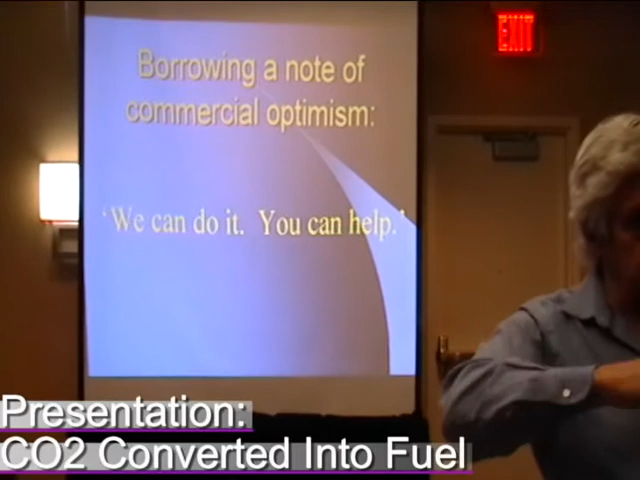 EXIT
Borrowing a note of
commercial optimism:
'We can do it. You can help.'
Presentation:
CO2 Converted Into Fuel